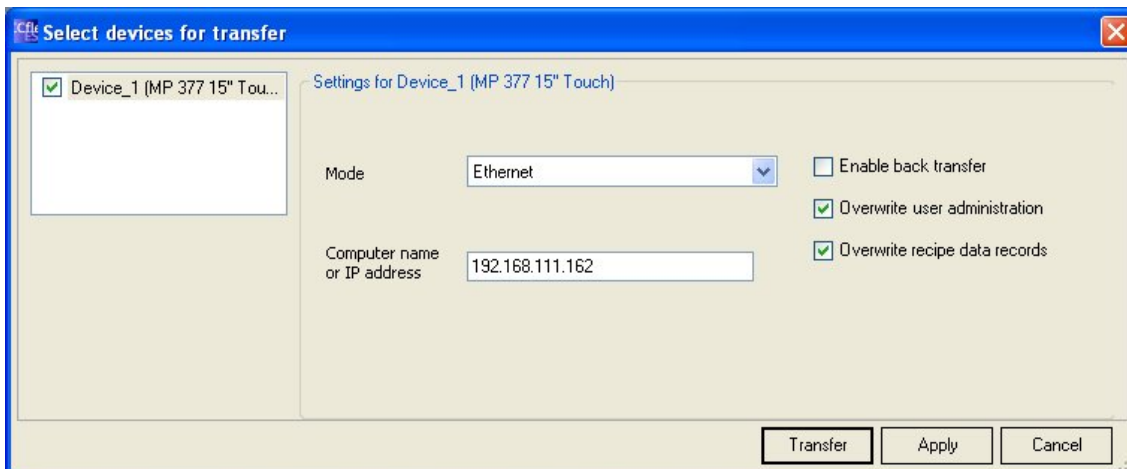 Select devices for transfer
Device_1 (MP 377 15" Tou...
Settings for Device_1 (MP 377 15" Touch)
Mode
Ethernet
Enable back transfer
Overwrite user administration
Overwrite recipe data records
Computer name
or IP address
192.168.111.162
Transfer
Apply
Cancel